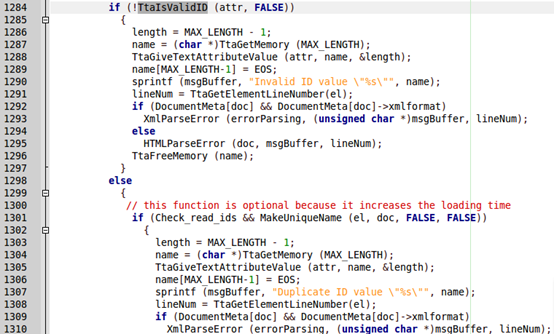 1284 if (!TtaIsValidID (attr, FALSE))
1285 {
1286 length = MAX_LENGTH - 1;
1287 name = (char *)TtaGetMemory (MAX_LENGTH);
1288 TtaGiveTextAttributeValue (attr, name, &length);
1289 name[MAX_LENGTH-1] = EOS;
1290 sprintf (msgBuffer, "Invalid ID value \"%s\"", name);
1291 lineNum = TtaGetElementLineNumber(el);
1292 if (DocumentMeta[doc] && DocumentMeta[doc]->xmlformat)
1293 XmlParseError (errorParsing, (unsigned char *)msgBuffer, lineNum);
1294 else
1295 HTMLParseError (doc, msgBuffer, lineNum);
1296 TtaFreeMemory (name);
1297 }
1298 else
1299 {
1300 // this function is optional because it increases the loading time
1301 if (Check_read_ids && MakeUniqueName (el, doc, FALSE, FALSE))
1302 {
1303 length = MAX_LENGTH - 1;
1304 name = (char *)TtaGetMemory (MAX_LENGTH);
1305 TtaGiveTextAttributeValue (attr, name, &length);
1306 name[MAX_LENGTH-1] = EOS;
1307 sprintf (msgBuffer, "Duplicate ID value \"%s\"", name);
1308 lineNum = TtaGetElementLineNumber(el);
1309 if (DocumentMeta[doc] && DocumentMeta[doc]->xmlformat)
1310 XmlParseError (errorParsing, (unsigned char *)msgBuffer, lineNum);